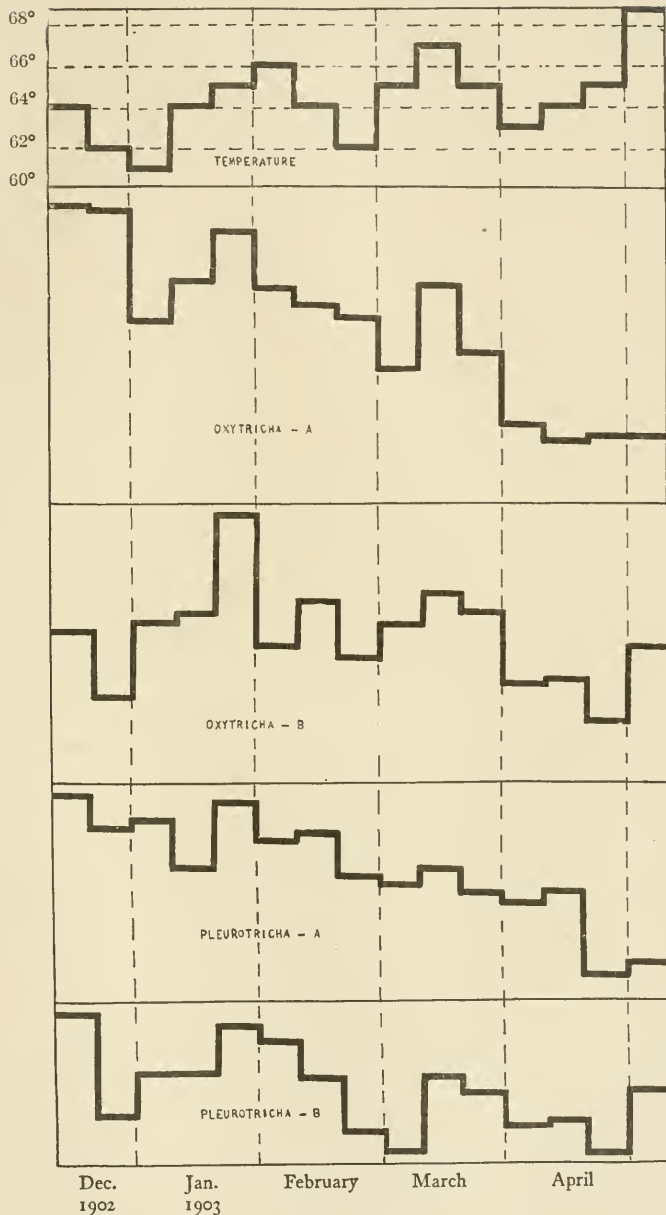 68°
66°
64°
62°
60°
TEMPERATURE
OXYTRICHA – A
OXYTRICHA – B
PLEUROTRICHA – A
PLEUROTRICHA – B
Dec. Jan. February March April
1902 1903